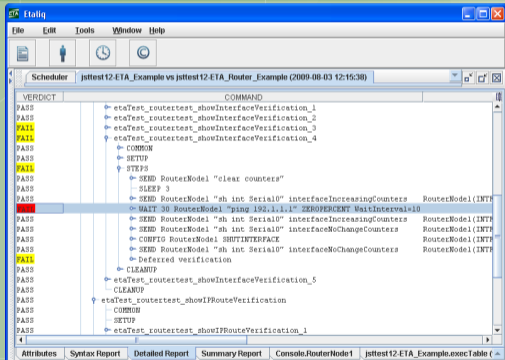 Etaliq
File Edit Tools Window Help
Scheduler jsttest12-ETA_Example vs jsttest12-ETA_Router_Example (2009-08-03 12:15:38)
VERDICT COMMAND
PASS etaTest_routertest_showInterfaceVerification_1
PASS etaTest_routertest_showInterfaceVerification_2
FAIL etaTest_routertest_showInterfaceVerification_3
FAIL etaTest_routertest_showInterfaceVerification_4
PASS COMMON
PASS SETUP
FAIL STEPS
PASS SEND RouterNode1 "clear counters"
PASS SLEEP 3
PASS SEND RouterNode1 "sh int Serial0" interfaceIncreasingCounters RouterNode1(INTF
FAIL WAIT 30 RouterNode1 "ping 192.1.1.1" ZEROPERCENT WaitInterval=10
PASS SEND RouterNode1 "sh int Serial0" interfaceIncreasingCounters RouterNode1(INTF
PASS SEND RouterNode1 "sh int Serial0" interfaceNoChangeCounters RouterNode1(INTF
PASS CONFIG RouterNode1 SHUTINTERFACE
PASS SEND RouterNode1 "sh int Serial0" interfaceNoChangeCounters RouterNode1(INTF
FAIL Deferred verification
PASS CLEANUP
PASS etaTest_routertest_showInterfaceVerification_5
PASS CLEANUP
PASS etaTest_routertest_showIPRouteVerification
PASS COMMON
PASS SETUP
PASS etaTest_routertest_showIPRouteVerification_1
Attributes Syntax Report Detailed Report Summary Report Console.RouterNode1 jsttest12-ETA_Example.execTable (